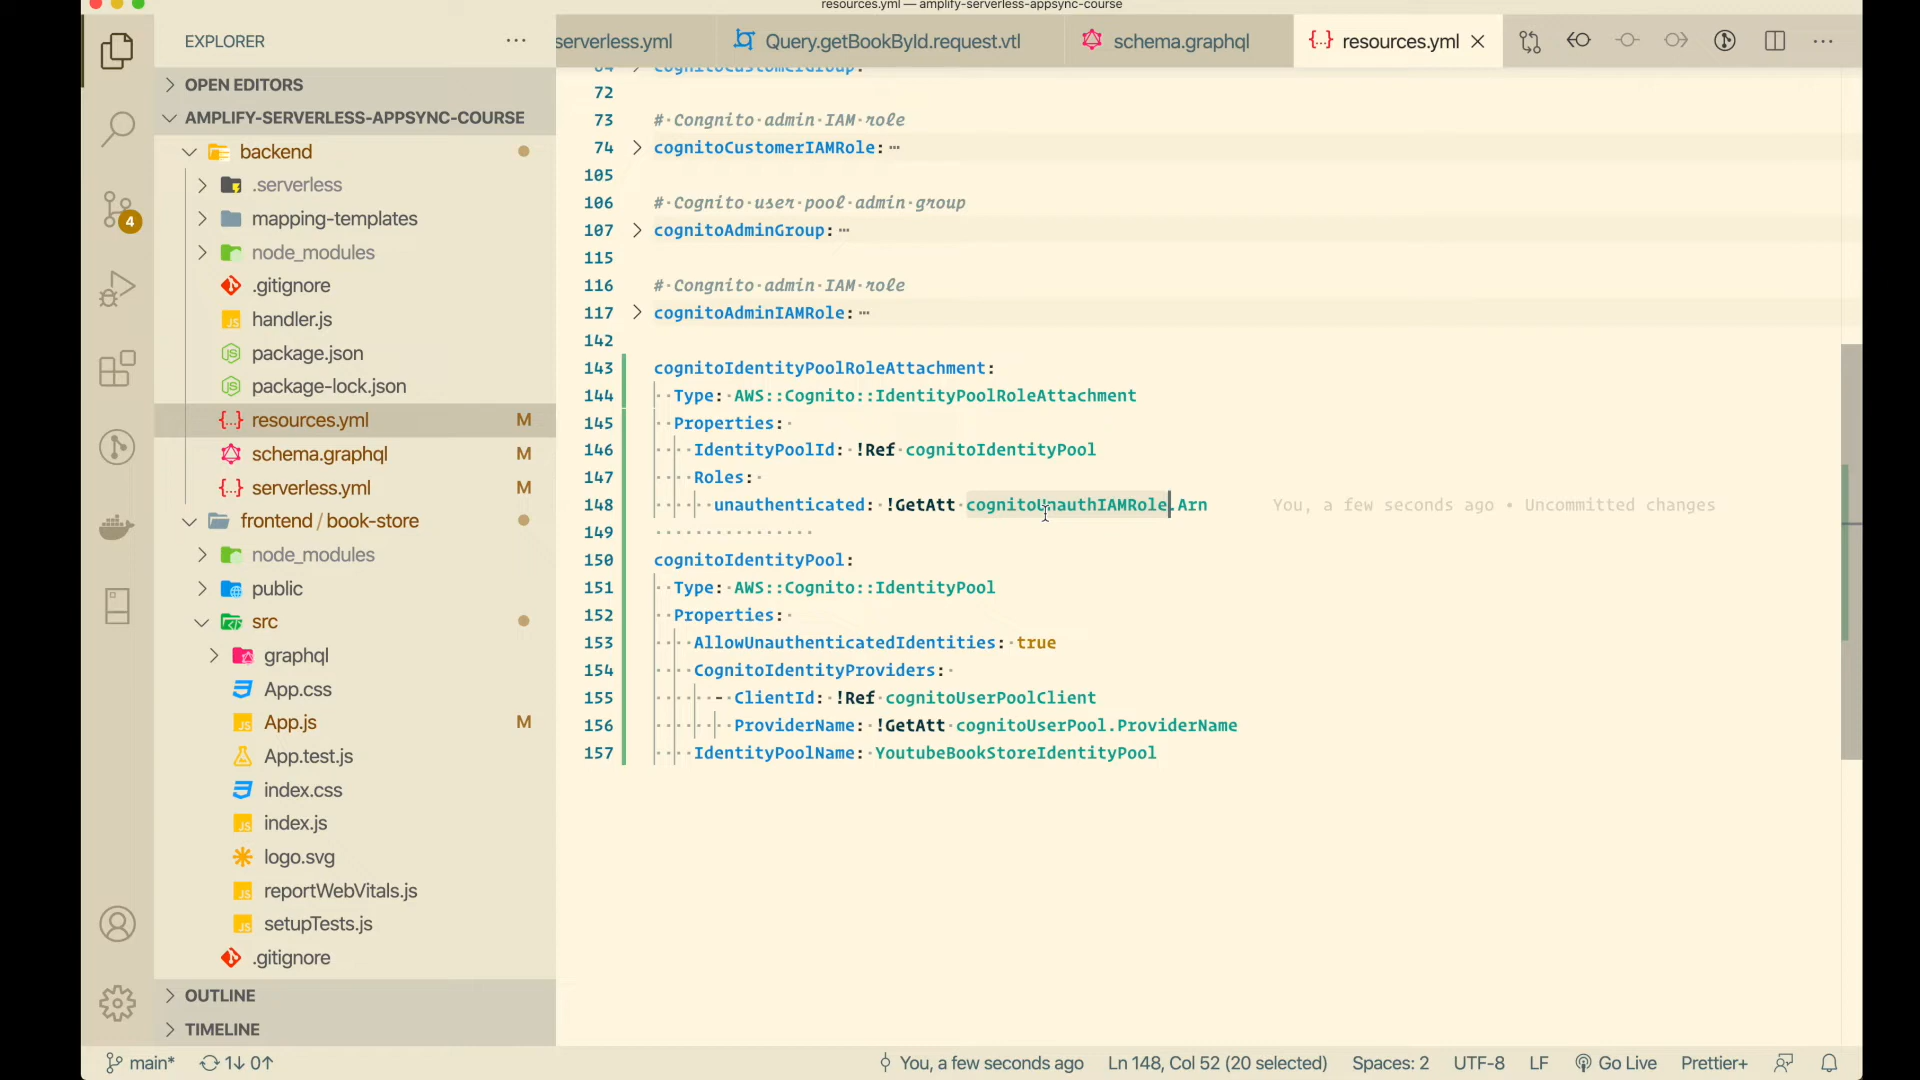 resources.yml — amplify-serverless-appsync-course
EXPLORER
serverless.yml
Query.getBookById.request.vtl
schema.graphql
resources.yml
OPEN EDITORS
AMPLIFY-SERVERLESS-APPSYNC-COURSE
backend
.serverless
mapping-templates
node_modules
.gitignore
handler.js
package.json
package-lock.json
resources.yml M
schema.graphql M
serverless.yml M
frontend / book-store
node_modules
public
src
graphql
App.css
App.js M
App.test.js
index.css
index.js
logo.svg
reportWebVitals.js
setupTests.js
.gitignore
OUTLINE
TIMELINE
4
64 cognitoCustomerGroup:
72
73 # Congnito admin IAM role
74 cognitoCustomerIAMRole: ⋯
105
106 # Cognito user pool admin group
107 cognitoAdminGroup: ⋯
115
116 # Congnito admin IAM role
117 cognitoAdminIAMRole: ⋯
142
143 cognitoIdentityPoolRoleAttachment:
144 Type: AWS::Cognito::IdentityPoolRoleAttachment
145 Properties:
146 IdentityPoolId: !Ref cognitoIdentityPool
147 Roles:
148 unauthenticated: !GetAtt cognitoUnauthIAMRole.Arn You, a few seconds ago • Uncommitted changes
149
150 cognitoIdentityPool:
151 Type: AWS::Cognito::IdentityPool
152 Properties:
153 AllowUnauthenticatedIdentities: true
154 CognitoIdentityProviders:
155 - ClientId: !Ref cognitoUserPoolClient
156 ProviderName: !GetAtt cognitoUserPool.ProviderName
157 IdentityPoolName: YoutubeBookStoreIdentityPool
main* 1↓ 0↑ You, a few seconds ago Ln 148, Col 52 (20 selected) Spaces: 2 UTF-8 LF Go Live Prettier+